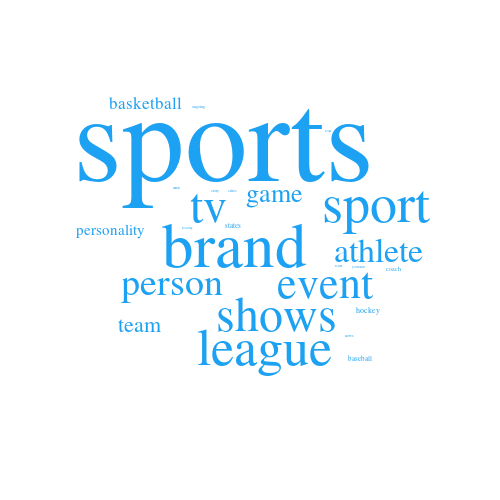 basketball
sports
tv game sport
personality
states
brand athlete
coach
person event
shows hockey
team
league
baseball